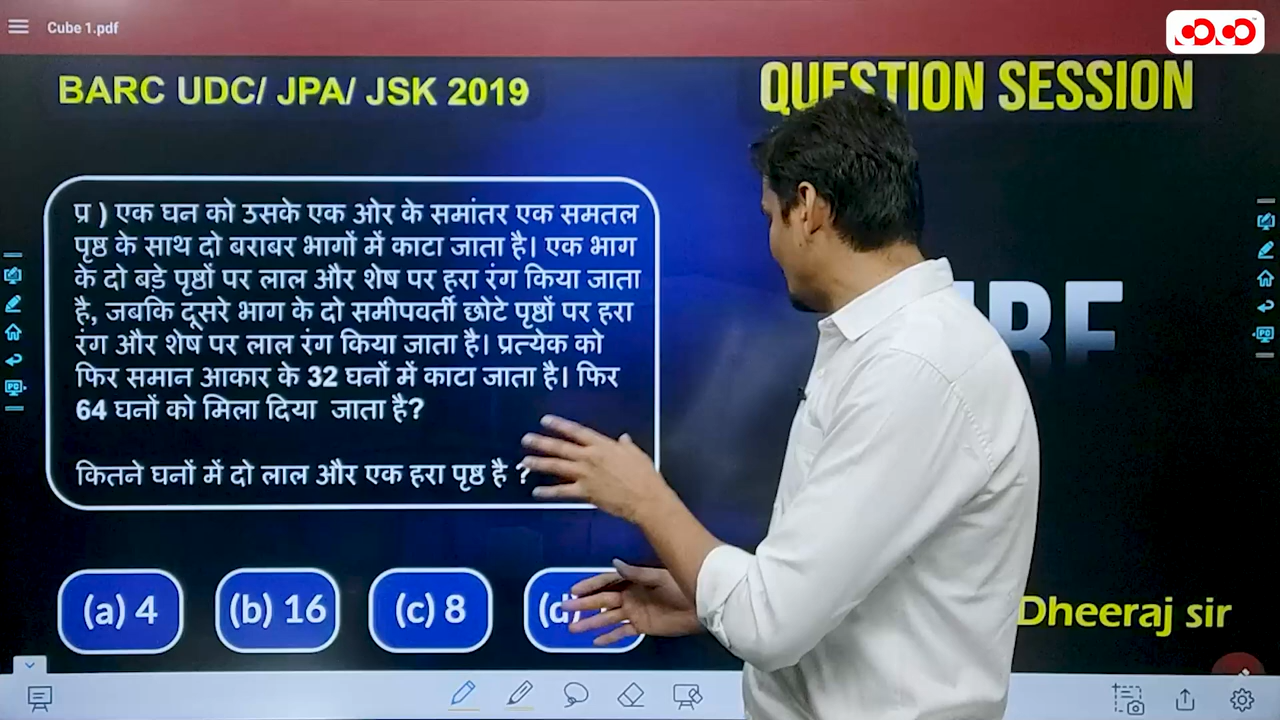 Cube 1.pdf
BARC UDC/ JPA/ JSK 2019
QUESTION SESSION
प्र ) एक घन को उसके एक ओर के समांतर एक समतल
पृष्ठ के साथ दो बराबर भागों में काटा जाता है। एक भाग
के दो बड़े पृष्ठों पर लाल और शेष पर हरा रंग किया जाता
है, जबकि दूसरे भाग के दो समीपवर्ती छोटे पृष्ठों पर हरा
रंग और शेष पर लाल रंग किया जाता है। प्रत्येक को
फिर समान आकार के 32 घनों में काटा जाता है। फिर
64 घनों को मिला दिया जाता है?
कितने घनों में दो लाल और एक हरा पृष्ठ है ?
(a) 4
(b) 16
(c) 8
(d)
Dheeraj sir